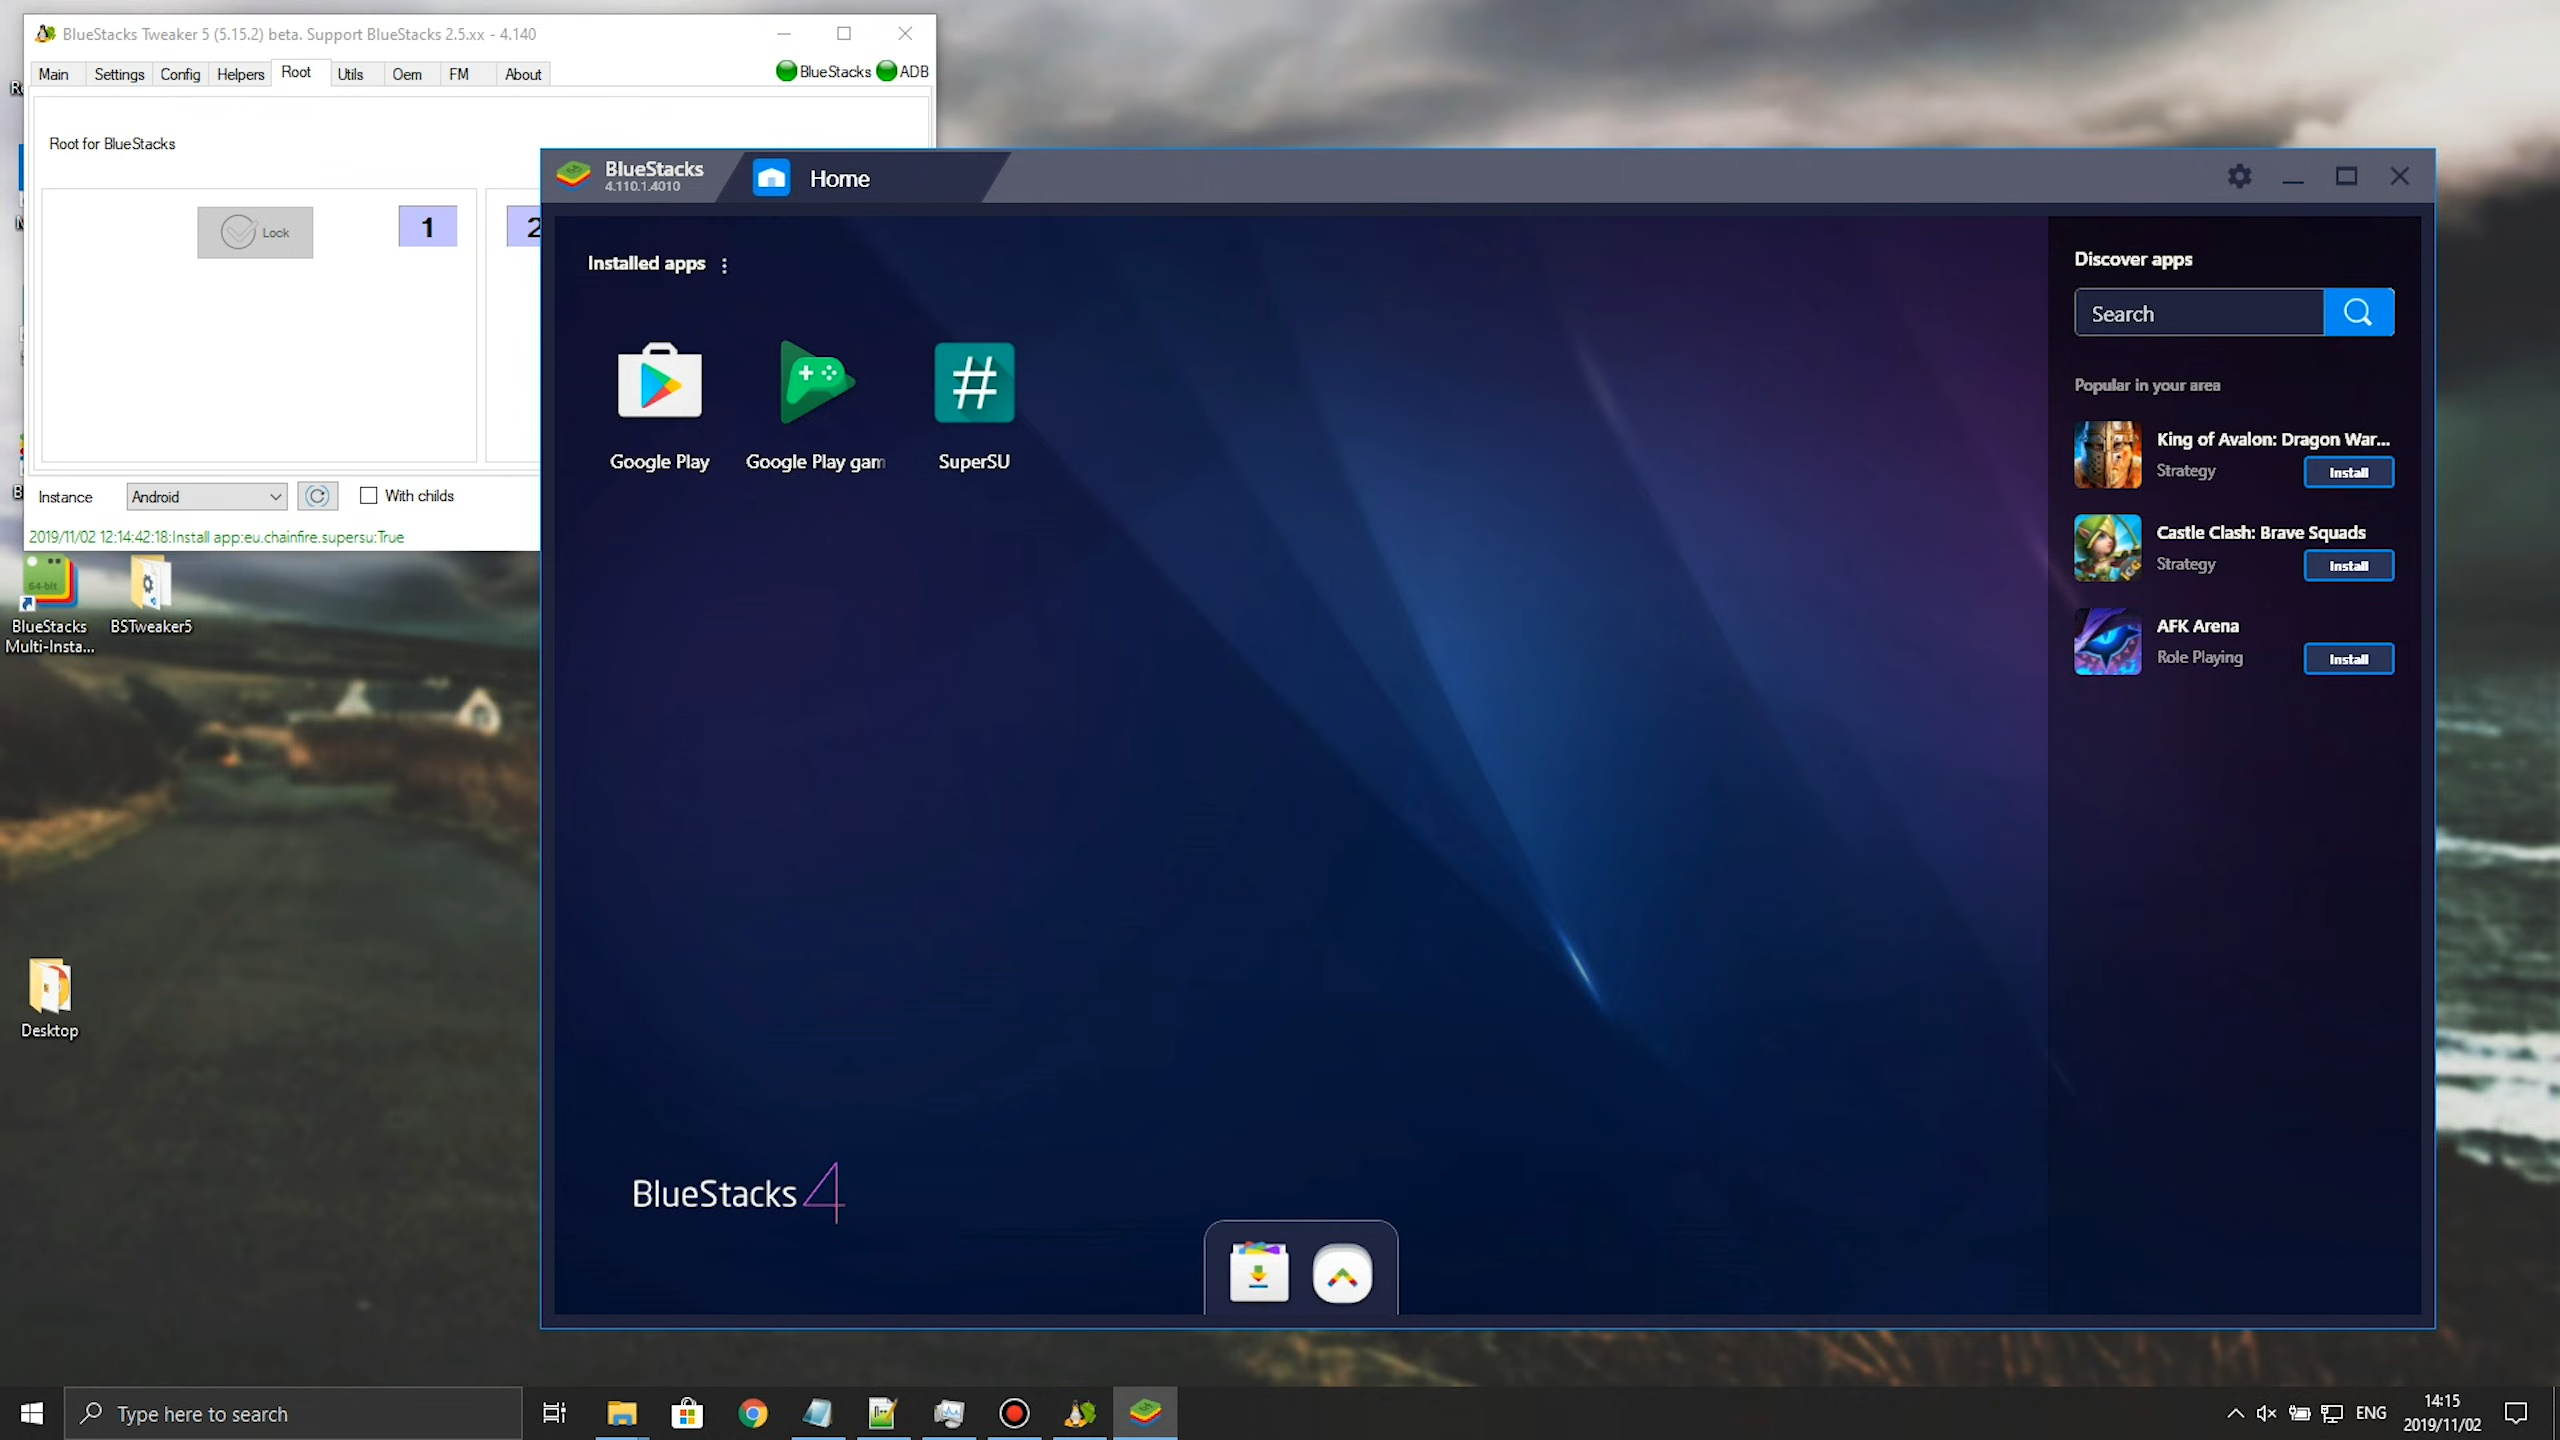 BlueStacks Tweaker 5 (5.15.2) beta. Support BlueStacks 2.5.xx - 4.140
Main Settings Config Helpers Root Utils Oem FM About
BlueStacks ADB
Root for BlueStacks
Lock
1
2
Instance Android With childs
2019/11/02 12:14:42:18:Install app:eu.chainfire.supersu:True
BlueStacks
4.110.1.4010
Home
Installed apps
Google Play
Google Play gam
SuperSU
Discover apps
Search
Popular in your area
King of Avalon: Dragon War...
Strategy
Install
Castle Clash: Brave Squads
Strategy
Install
AFK Arena
Role Playing
Install
BlueStacks 4
64-bit
BlueStacks
Multi-Insta...
BSTweaker5
Desktop
Type here to search
ENG
14:15
2019/11/02